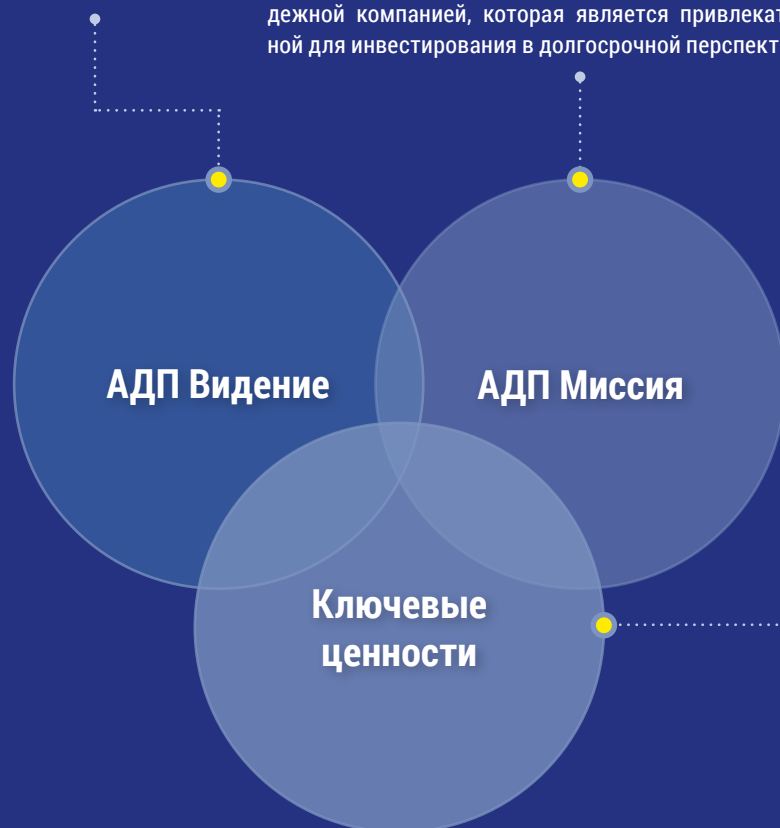 дежной компанией, которая является привлекат
ной для инвестирования в долгосрочной перспект
АДП Видение
АДП Миссия
Ключевые
ценности